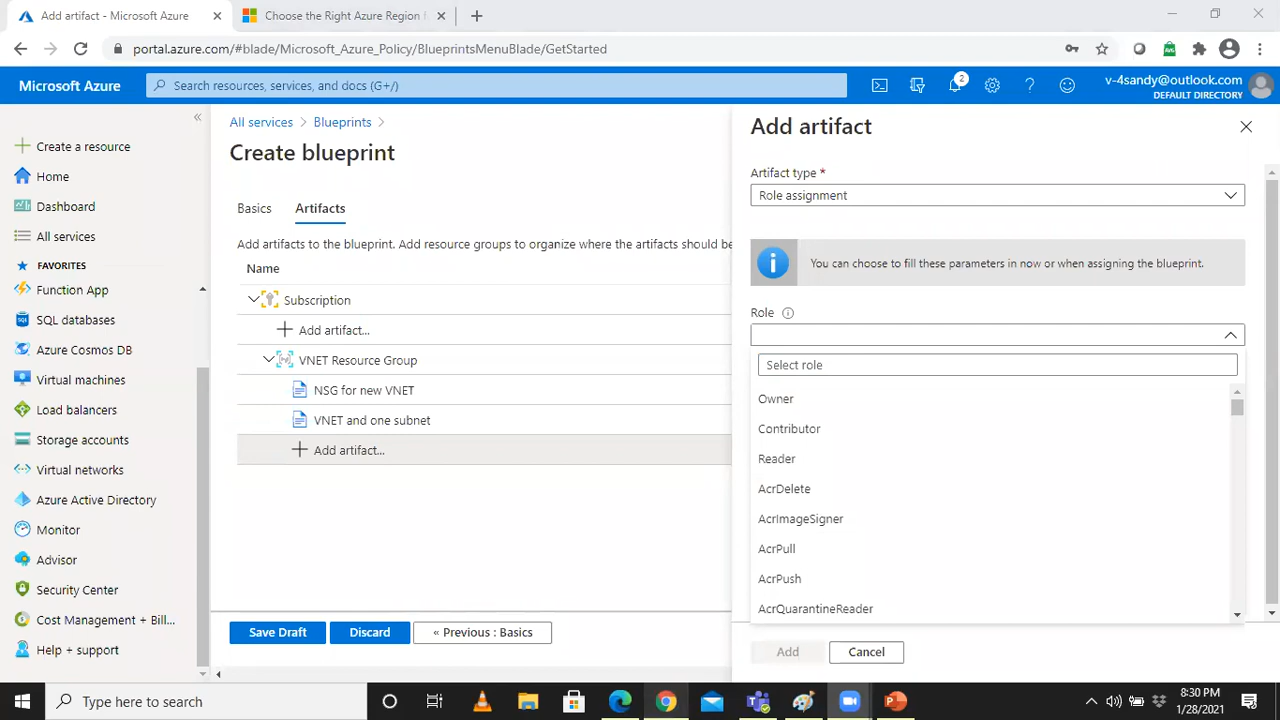 Add artifact - Microsoft Azure
Choose the Right Azure Region F
portal.azure.com/#blade/Microsoft_Azure_Policy/BlueprintsMenuBlade/GetStarted
Microsoft Azure
Search resources, services, and docs (G+/)
2
v-4sandy@outlook.com
DEFAULT DIRECTORY
Create a resource
Home
Dashboard
All services
FAVORITES
Function App
SQL databases
Azure Cosmos DB
Virtual machines
Load balancers
Storage accounts
Virtual networks
Azure Active Directory
Monitor
Advisor
Security Center
Cost Management + Bill...
Help + support
All services > Blueprints >
Create blueprint
Basics
Artifacts
Add artifacts to the blueprint. Add resource groups to organize where the artifacts should be
Name
Subscription
Add artifact...
VNET Resource Group
NSG for new VNET
VNET and one subnet
Add artifact...
Save Draft
Discard
« Previous : Basics
Add artifact
Artifact type *
Role assignment
You can choose to fill these parameters in now or when assigning the blueprint.
Role
Select role
Owner
Contributor
Reader
AcrDelete
AcrImageSigner
AcrPull
AcrPush
AcrQuarantineReader
Add
Cancel
Type here to search
8:30 PM
1/28/2021